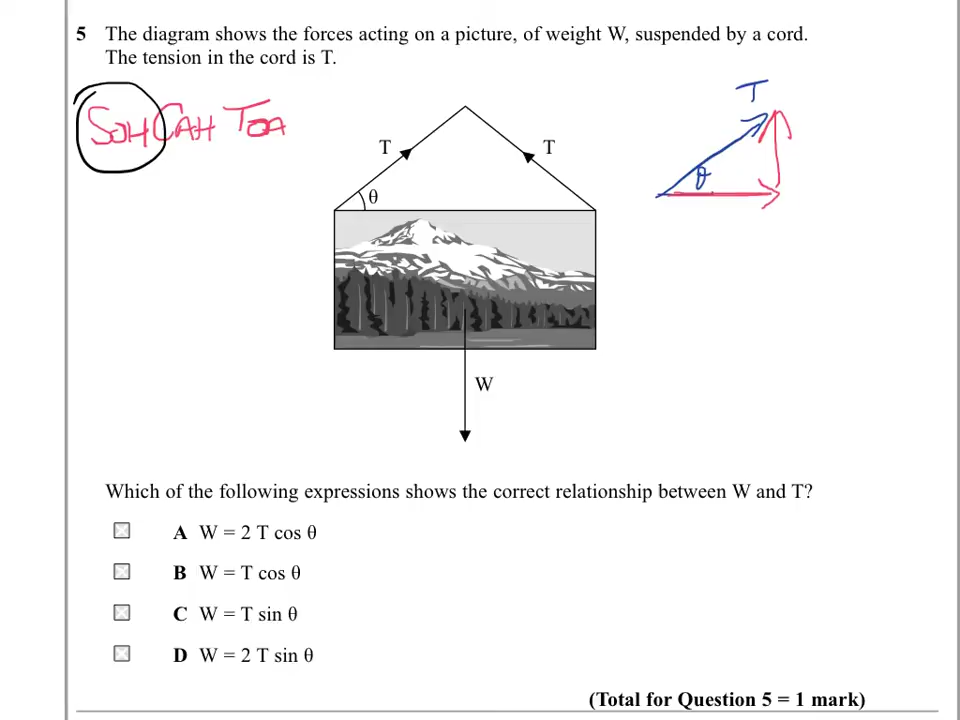 5 The diagram shows the forces acting on a picture, of weight W, suspended by a cord.
The tension in the cord is T.
SOH CAH TOA
T
T
T
θ
θ
W
Which of the following expressions shows the correct relationship between W and T?
A W = 2 T cos θ
B W = T cos θ
C W = T sin θ
D W = 2 T sin θ
(Total for Question 5 = 1 mark)